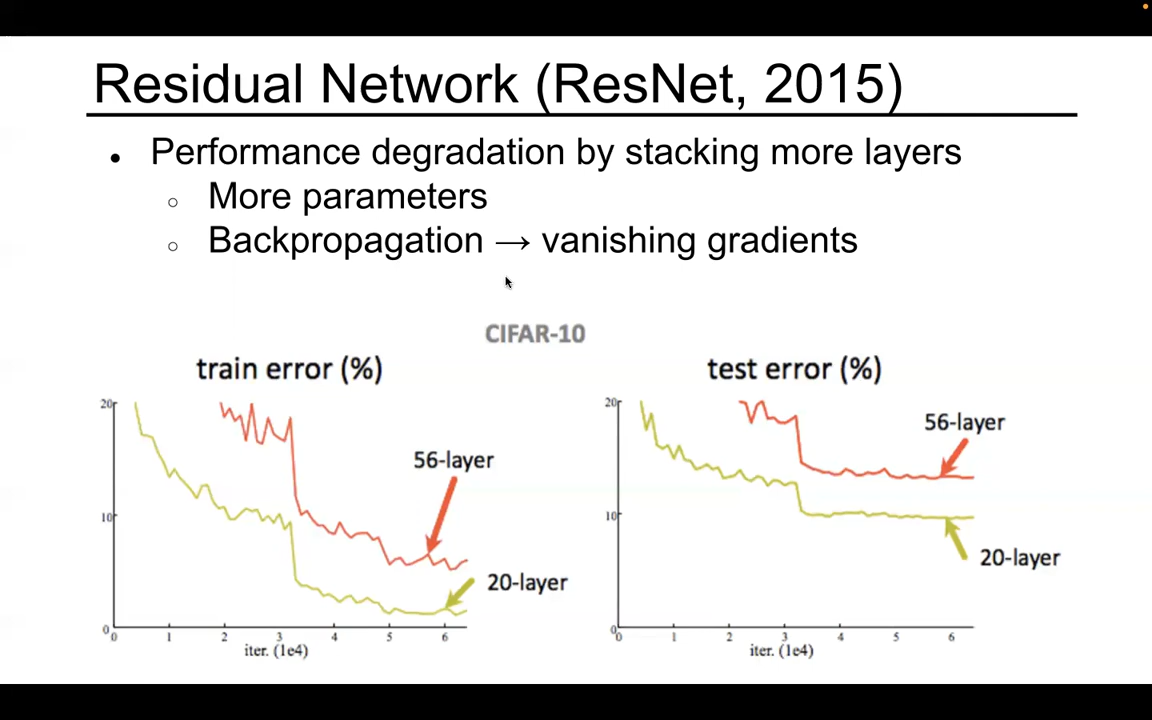 Residual Network (ResNet, 2015)
● Performance degradation by stacking more layers
○ More parameters
○ Backpropagation → vanishing gradients
CIFAR-10
train error (%)
20
10
0
0 1 2 3 4 5 6
iter. (1e4)
56-layer
20-layer
test error (%)
20
10
0
0 1 2 3 4 5 6
iter. (1e4)
56-layer
20-layer